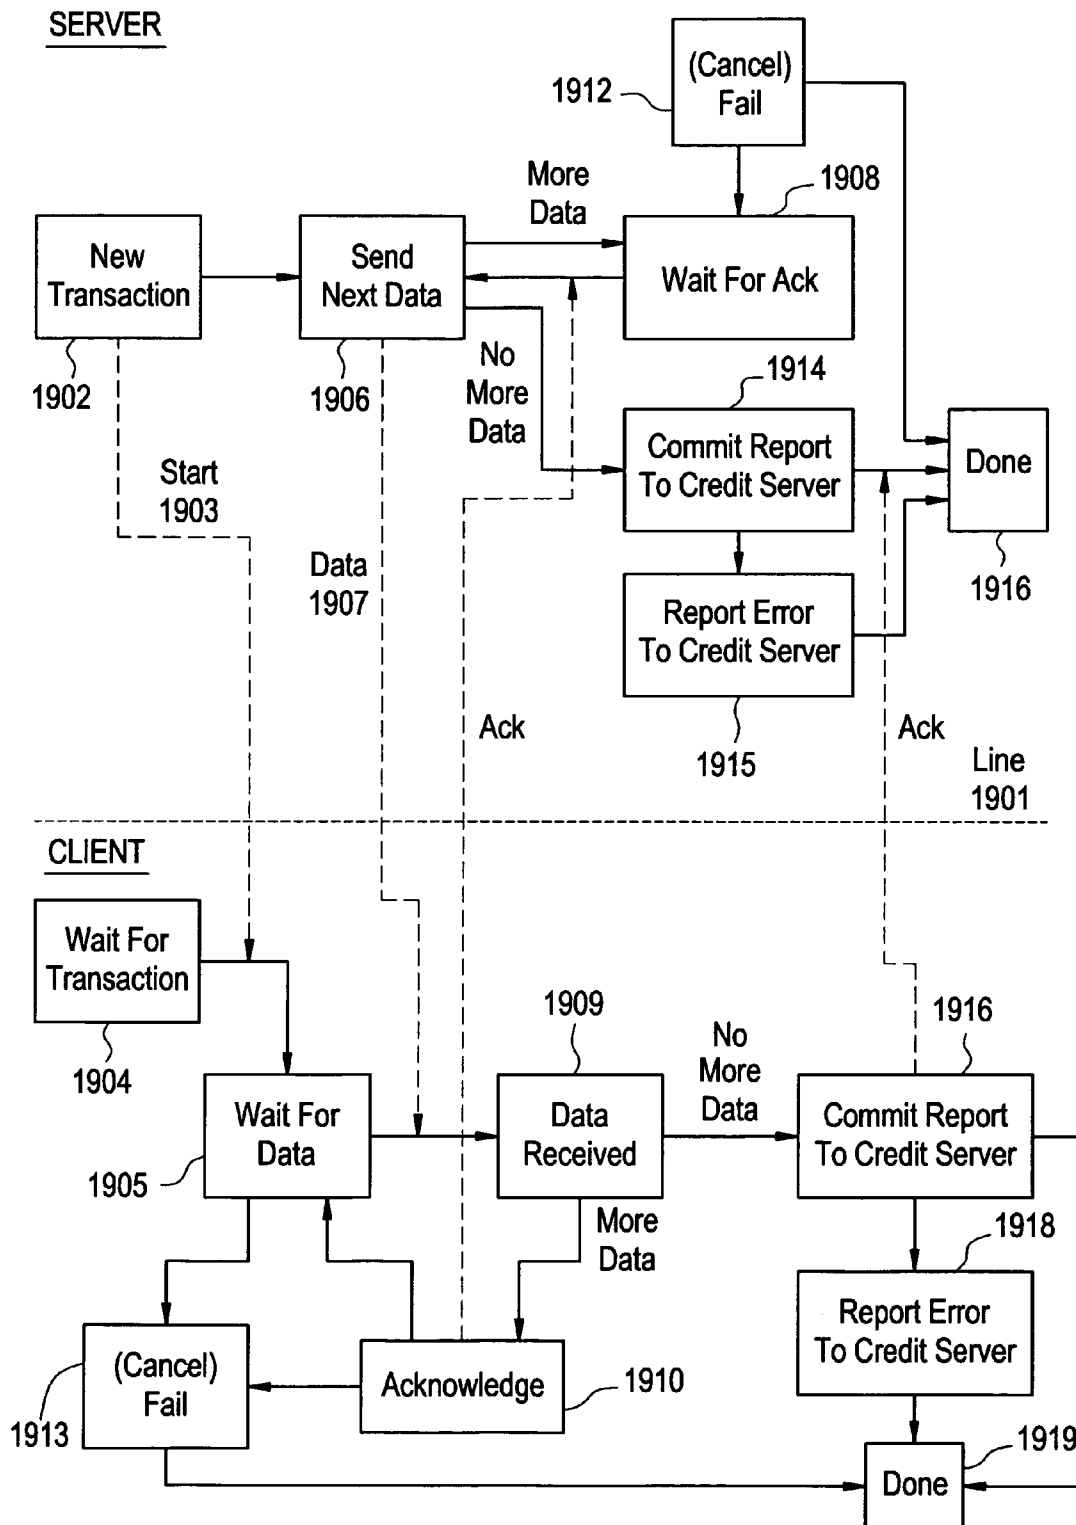 SERVER
(Cancel)
Fail
1912
More
Data
1908
New
Transaction
Send
Next Data
Wait For Ack
1902
1906
No
More
Data
1914
Commit Report
To Credit Server
Done
Start
1903
Data
1907
1916
Report Error
To Credit Server
Ack
Ack
1915
Line
1901
CLIENT
Wait For
Transaction
1904
1909
No
More
Data
1916
Wait For
Data
Data
Received
Commit Report
To Credit Server
1905
More
Data
1918
Report Error
To Credit Server
(Cancel)
Fail
Acknowledge
1910
1913
1919
Done